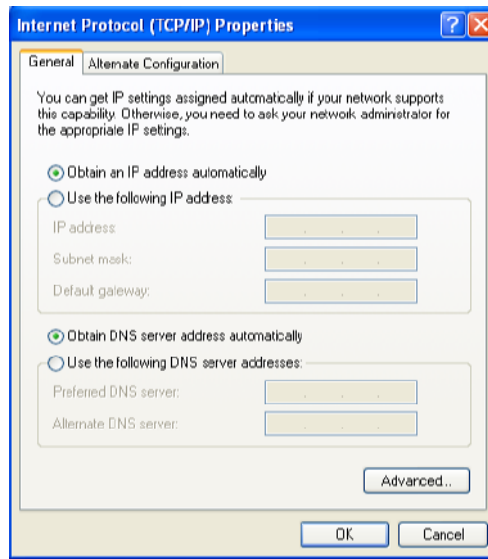 Internet Protocol (TCP/IP) Properties
General
Alternate Configuration
You can get IP settings assigned automatically if your network supports
this capability. Otherwise, you need to ask your network administrator for
the appropriate IP settings.
Obtain an IP address automatically
Use the following IP address:
IP address:
Subnet mask:
Default gateway:
Obtain DNS server address automatically
Use the following DNS server addresses:
Preferred DNS server:
Alternate DNS server:
Advanced...
OK
Cancel